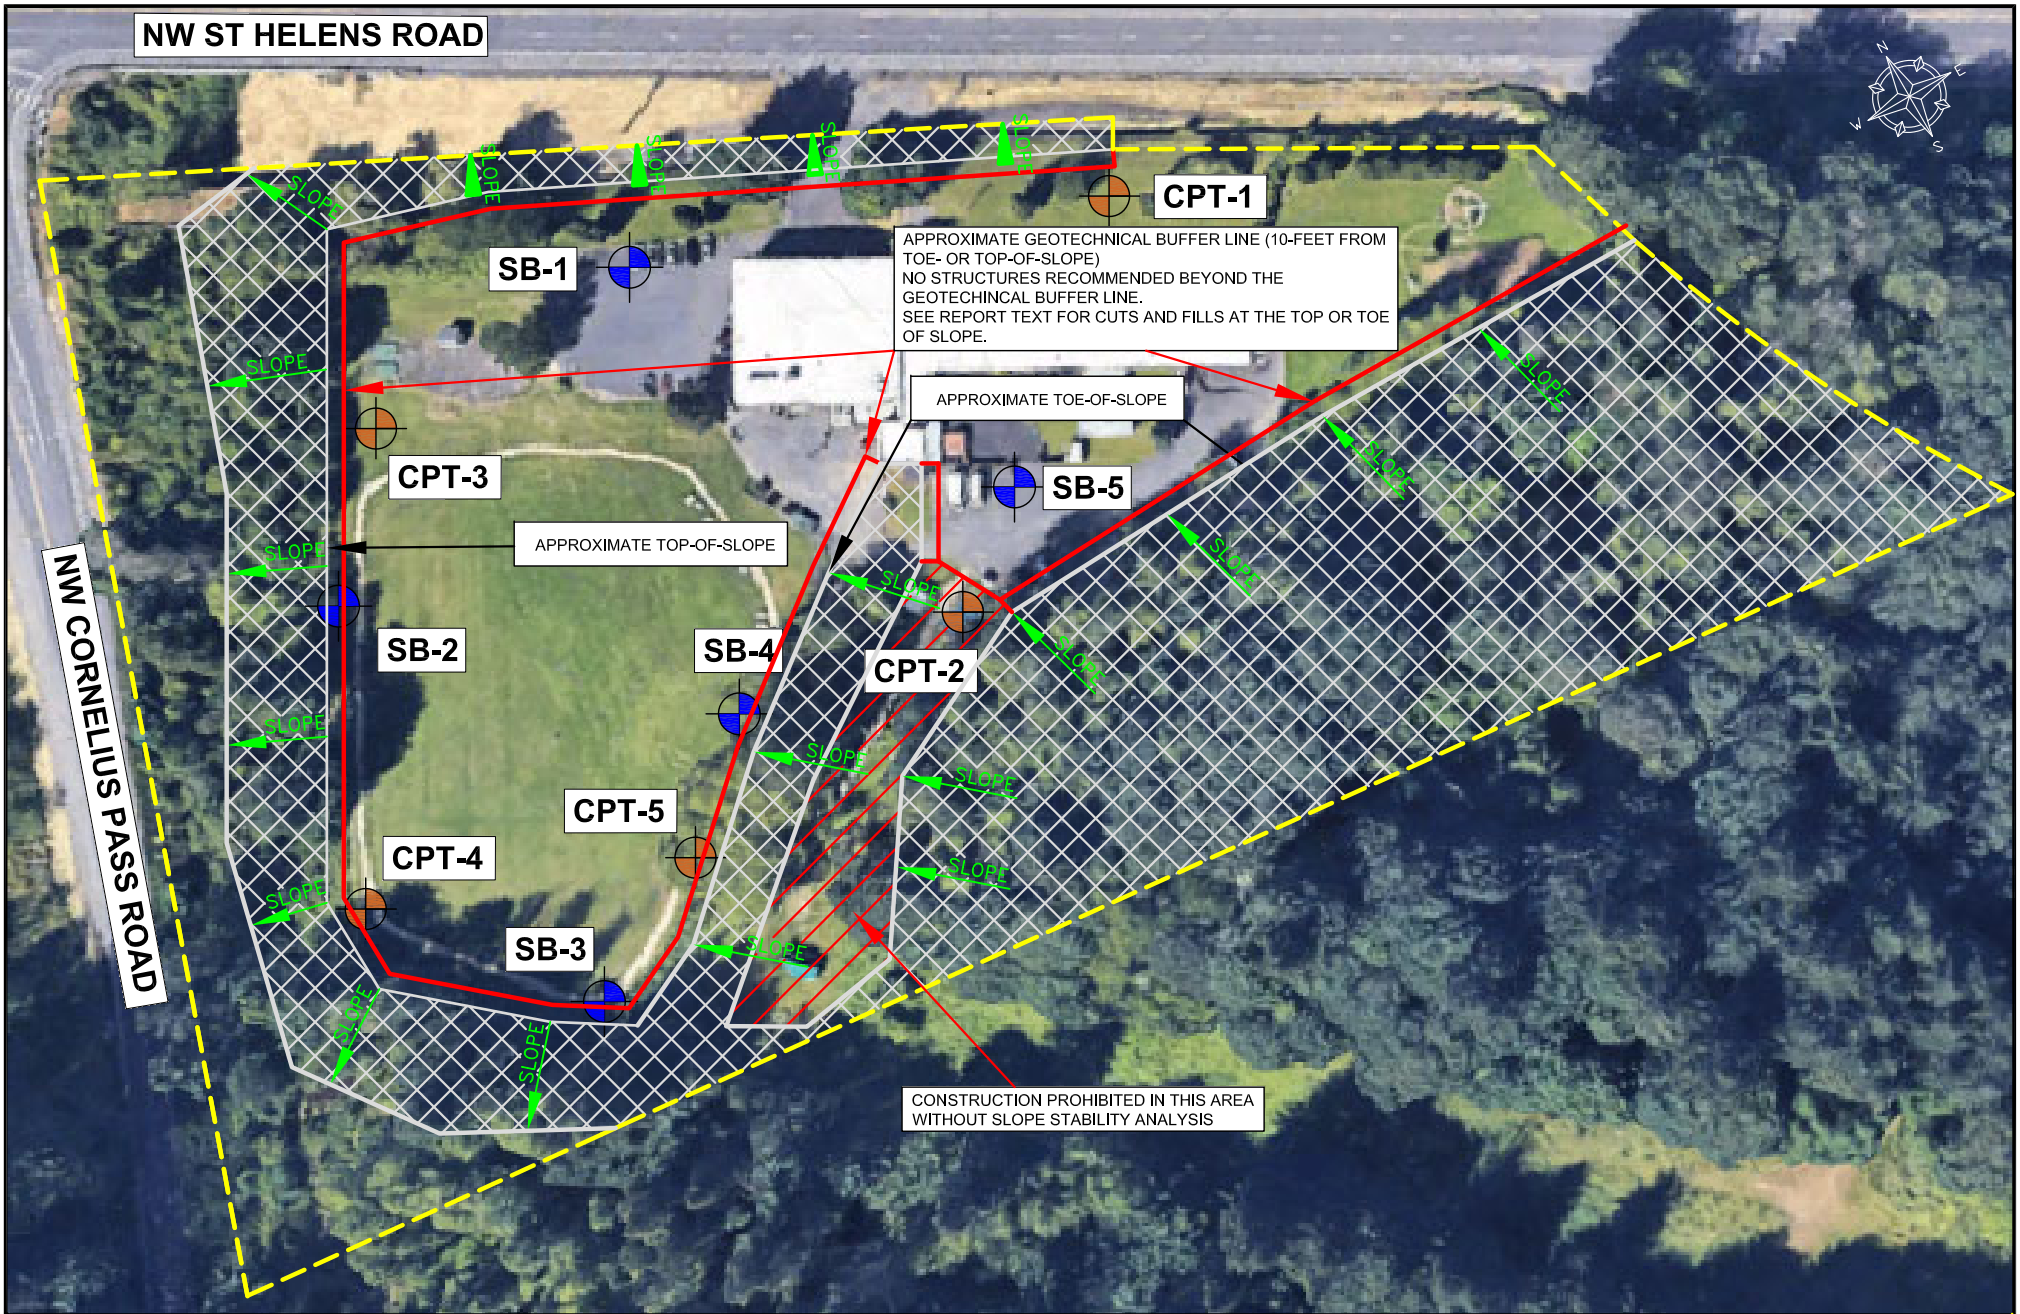 NW ST HELENS ROAD
N
E
W
S
SLOPE
SLOPE
SLOPE
SLOPE
SLOPE
CPT-1
APPROXIMATE GEOTECHNICAL BUFFER LINE (10-FEET FROM
TOE- OR TOP-OF-SLOPE)
NO STRUCTURES RECOMMENDED BEYOND THE
GEOTECHINCAL BUFFER LINE.
SEE REPORT TEXT FOR CUTS AND FILLS AT THE TOP OR TOE
OF SLOPE.
SB-1
SLOPE
SLOPE
APPROXIMATE TOE-OF-SLOPE
CPT-3
SLOPE
SB-5
APPROXIMATE TOP-OF-SLOPE
SLOPE
SLOPE
SLOPE
NW CORNELIUS PASS ROAD
SB-2
SB-4
CPT-2
SLOPE
SLOPE
SLOPE
SLOPE
CPT-5
CPT-4
SLOPE
SLOPE
SB-3
SLOPE
SLOPE
SLOPE
CONSTRUCTION PROHIBITED IN THIS AREA
WITHOUT SLOPE STABILITY ANALYSIS